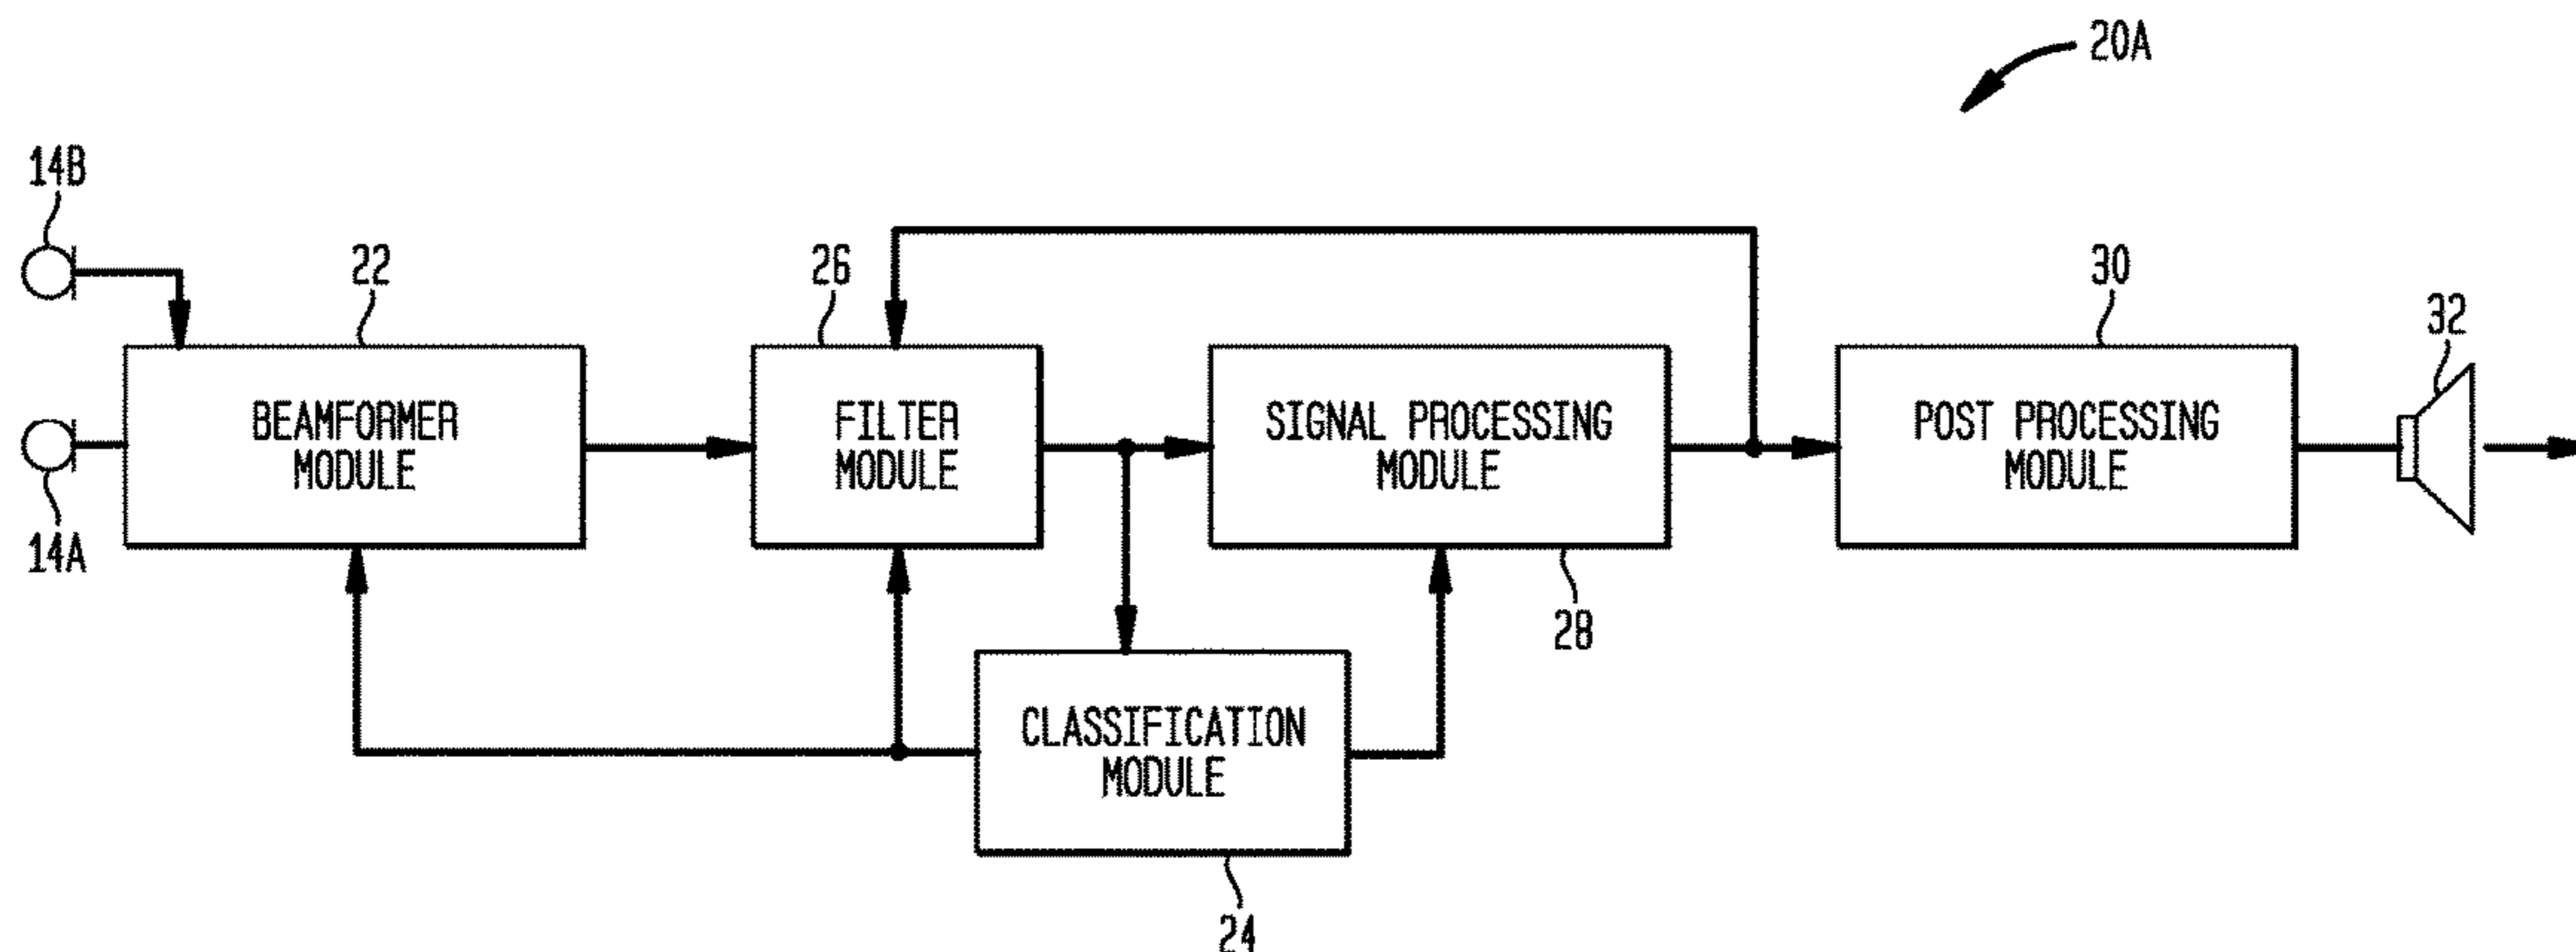 20A
14B
22
26
30
32
BEAMFORMER
MODULE
FILTER
MODULE
SIGNAL PROCESSING
MODULE
POST PROCESSING
MODULE
14A
28
CLASSIFICATION
MODULE
24